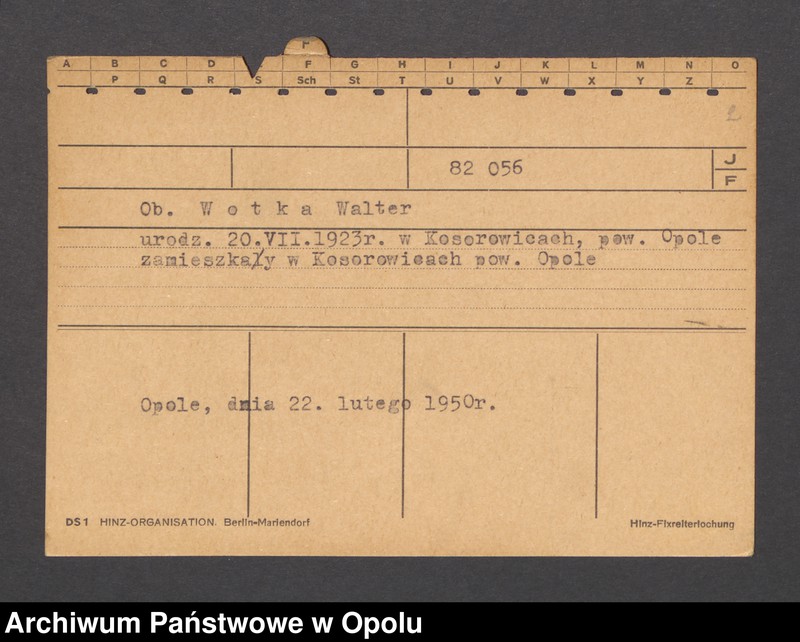 F
A B C D F G H I J K L M N O
P Q R S Sch St T U V W X Y Z
2
82 056
J
F
Ob. W o t k a Walter
urodz. 20.VII.1923r. w Kosorowicach, pow. Opole
zamieszkały w Kosorowicach pow. Opole
Opole, dnia 22. lutego 1950r.
DS1 HINZ-ORGANISATION. Berlin-Mariendorf
Hinz-Fixreiterlochung
Archiwum Państwowe w Opolu